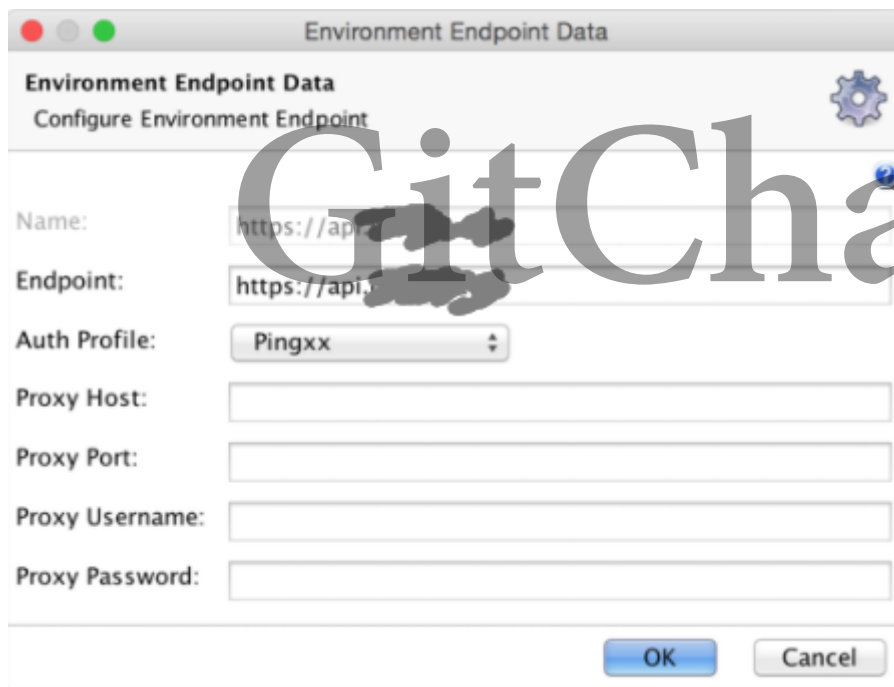 Environment Endpoint Data
Environment Endpoint Data
Configure Environment Endpoint
?
GitCha
Name:
https://api.
Endpoint:
https://api.
Auth Profile:
Pingxx
Proxy Host:
Proxy Port:
Proxy Username:
Proxy Password:
OK
Cancel